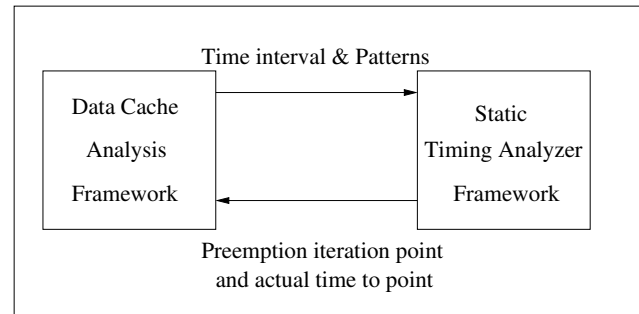 Time interval & Patterns
Data Cache
Analysis
Framework
Static
Timing Analyzer
Framework
Preemption iteration point
and actual time to point